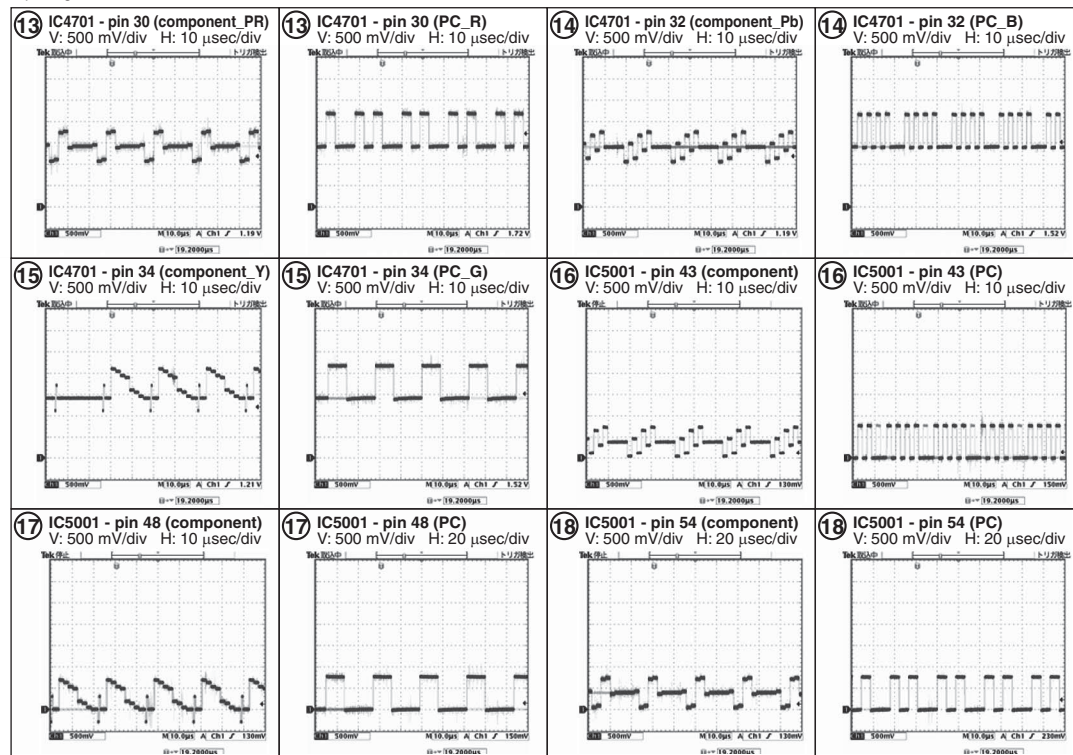 13 IC4701 - pin 30 (component_PR)
V: 500 mV/div H: 10 μsec/div
Tek 取込中 トリガ検出
500mV M 10.0μs A Ch1 1.19 V
19.2000μs
13 IC4701 - pin 30 (PC_R)
V: 500 mV/div H: 10 μsec/div
Tek 取込中 トリガ検出
500mV M 10.0μs A Ch1 1.72 V
19.2000μs
14 IC4701 - pin 32 (component_Pb)
V: 500 mV/div H: 10 μsec/div
Tek 取込中 トリガ検出
500mV M 10.0μs A Ch1 1.19 V
19.2000μs
14 IC4701 - pin 32 (PC_B)
V: 500 mV/div H: 10 μsec/div
Tek 取込中 トリガ検出
500mV M 10.0μs A Ch1 1.52 V
19.2000μs
15 IC4701 - pin 34 (component_Y)
V: 500 mV/div H: 10 μsec/div
Tek 取込中 トリガ検出
500mV M 10.0μs A Ch1 1.21 V
19.2000μs
15 IC4701 - pin 34 (PC_G)
V: 500 mV/div H: 10 μsec/div
Tek 取込中 トリガ検出
500mV M 10.0μs A Ch1 1.52 V
19.2000μs
16 IC5001 - pin 43 (component)
V: 500 mV/div H: 10 μsec/div
Tek 停止
500mV M 10.0μs A Ch1 130mV
19.2000μs
16 IC5001 - pin 43 (PC)
V: 500 mV/div H: 10 μsec/div
Tek 取込中 トリガ検出
500mV M 10.0μs A Ch1 150mV
19.2000μs
17 IC5001 - pin 48 (component)
V: 500 mV/div H: 10 μsec/div
Tek 停止
500mV M 10.0μs A Ch1 130mV
19.2000μs
17 IC5001 - pin 48 (PC)
V: 500 mV/div H: 20 μsec/div
Tek 取込中 トリガ検出
500mV M 10.0μs A Ch1 150mV
19.2000μs
18 IC5001 - pin 54 (component)
V: 500 mV/div H: 20 μsec/div
Tek 停止
500mV M 10.0μs A Ch1 130mV
19.2000μs
18 IC5001 - pin 54 (PC)
V: 500 mV/div H: 20 μsec/div
Tek 取込中 トリガ検出
500mV M 10.0μs A Ch1 230mV
19.2000μs